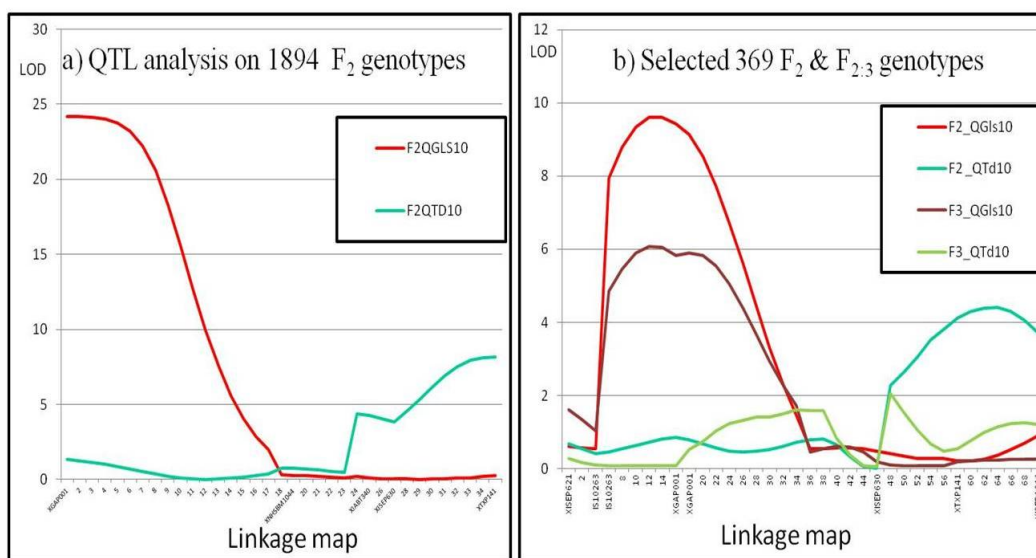 a) QTL analysis on 1894 F2 genotypes
LOD
30
25
20
15
10
5
0
F2QGLS10
F2QTD10
XGAP001 2 3 4 5 6 7 8 9 10 11 12 13 14 15 16 17 18 XNHSBM1044 20 21 22 23 24 XIABT340 26 XISEP630 28 29 30 31 33 34 XTXP141
Linkage map
b) Selected 369 F2 & F2:3 genotypes
LOD
12
10
8
6
4
2
0
F2_QGls10
F2_QTd10
F3_QGls10
F3_QTd10
XISEP621 2 IS10263 IS10263 8 10 12 14 XGAP001 XGAP001 20 22 24 26 28 30 32 34 36 38 40 42 44 XISEP630 48 50 52 54 56 XTXP141 60 62 64 66 68
Linkage map